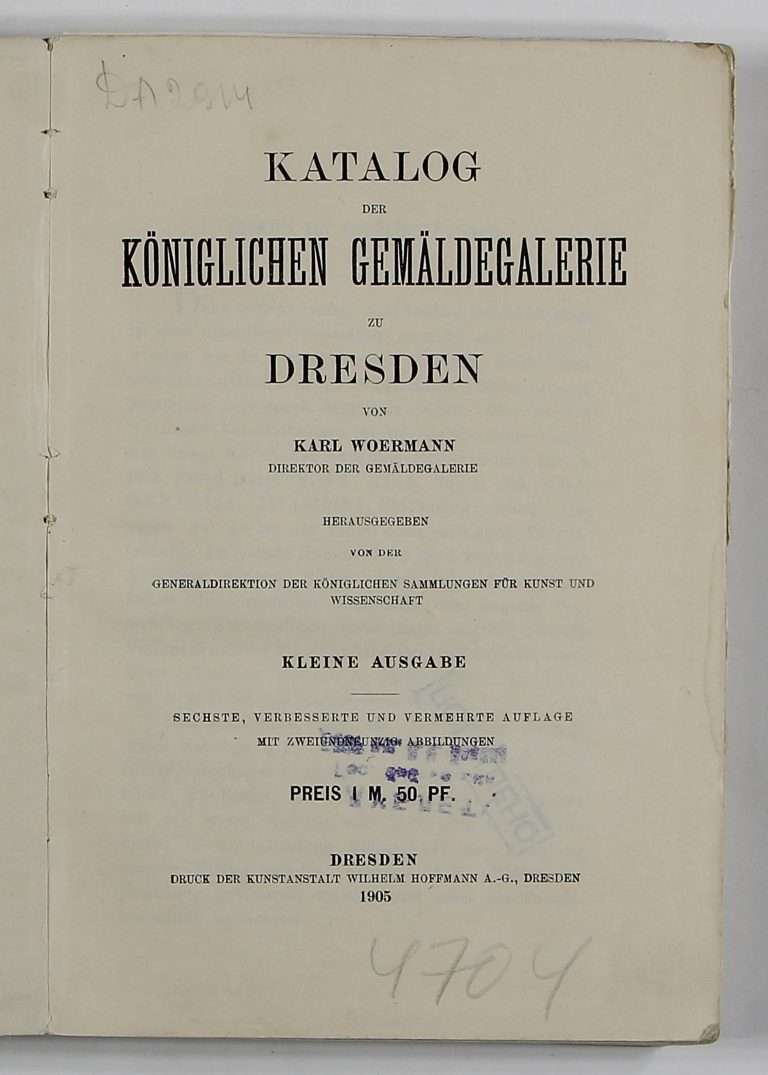 DA 2914
KATALOG
DER
KÖNIGLICHEN GEMÄLDEGALERIE
ZU
DRESDEN
VON
KARL WOERMANN
DIREKTOR DER GEMÄLDEGALERIE
HERAUSGEGEBEN
VON DER
GENERALDIREKTION DER KÖNIGLICHEN SAMMLUNGEN FÜR KUNST UND
WISSENSCHAFT
KLEINE AUSGABE
SECHSTE, VERBESSERTE UND VERMEHRTE AUFLAGE
MIT ZWEIUNDNEUNZIG ABBILDUNGEN
PREIS 1 M. 50 PF.
DRESDEN
DRUCK DER KUNSTANSTALT WILHELM HOFFMANN A.-G., DRESDEN
1905
4704